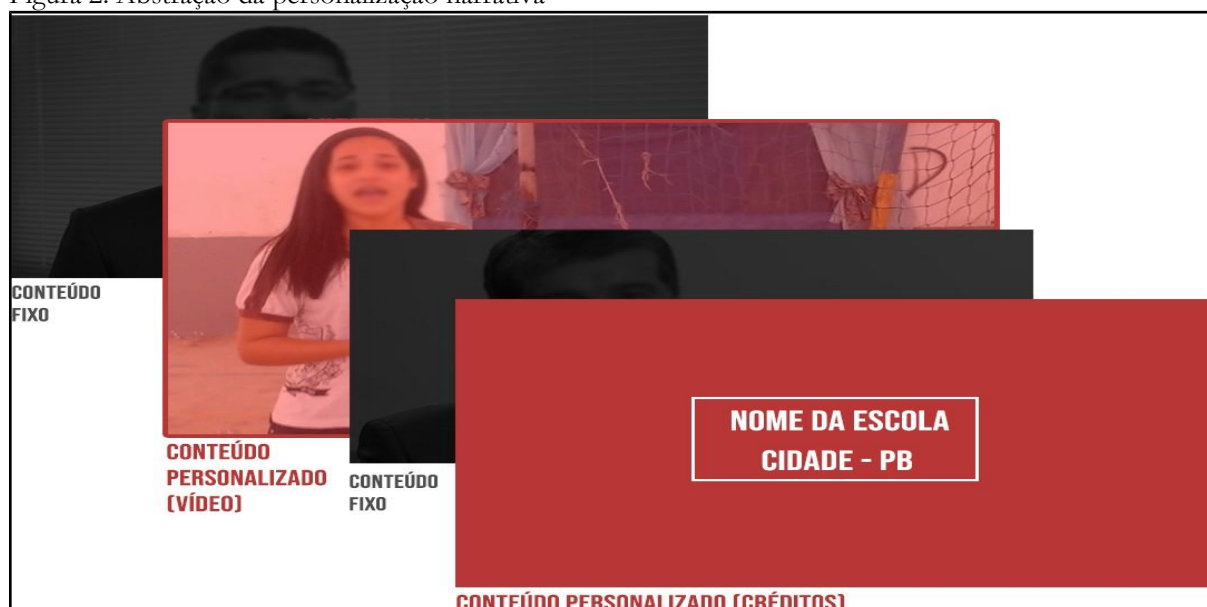 Figura 2. Abstração da personalização narrativa
CONTEÚDO
FIXO
CONTEÚDO
PERSONALIZADO
(VÍDEO)
CONTEÚDO
FIXO
NOME DA ESCOLA
CIDADE - PB
CONTEÚDO PERSONALIZADO (CRÉDITOS)